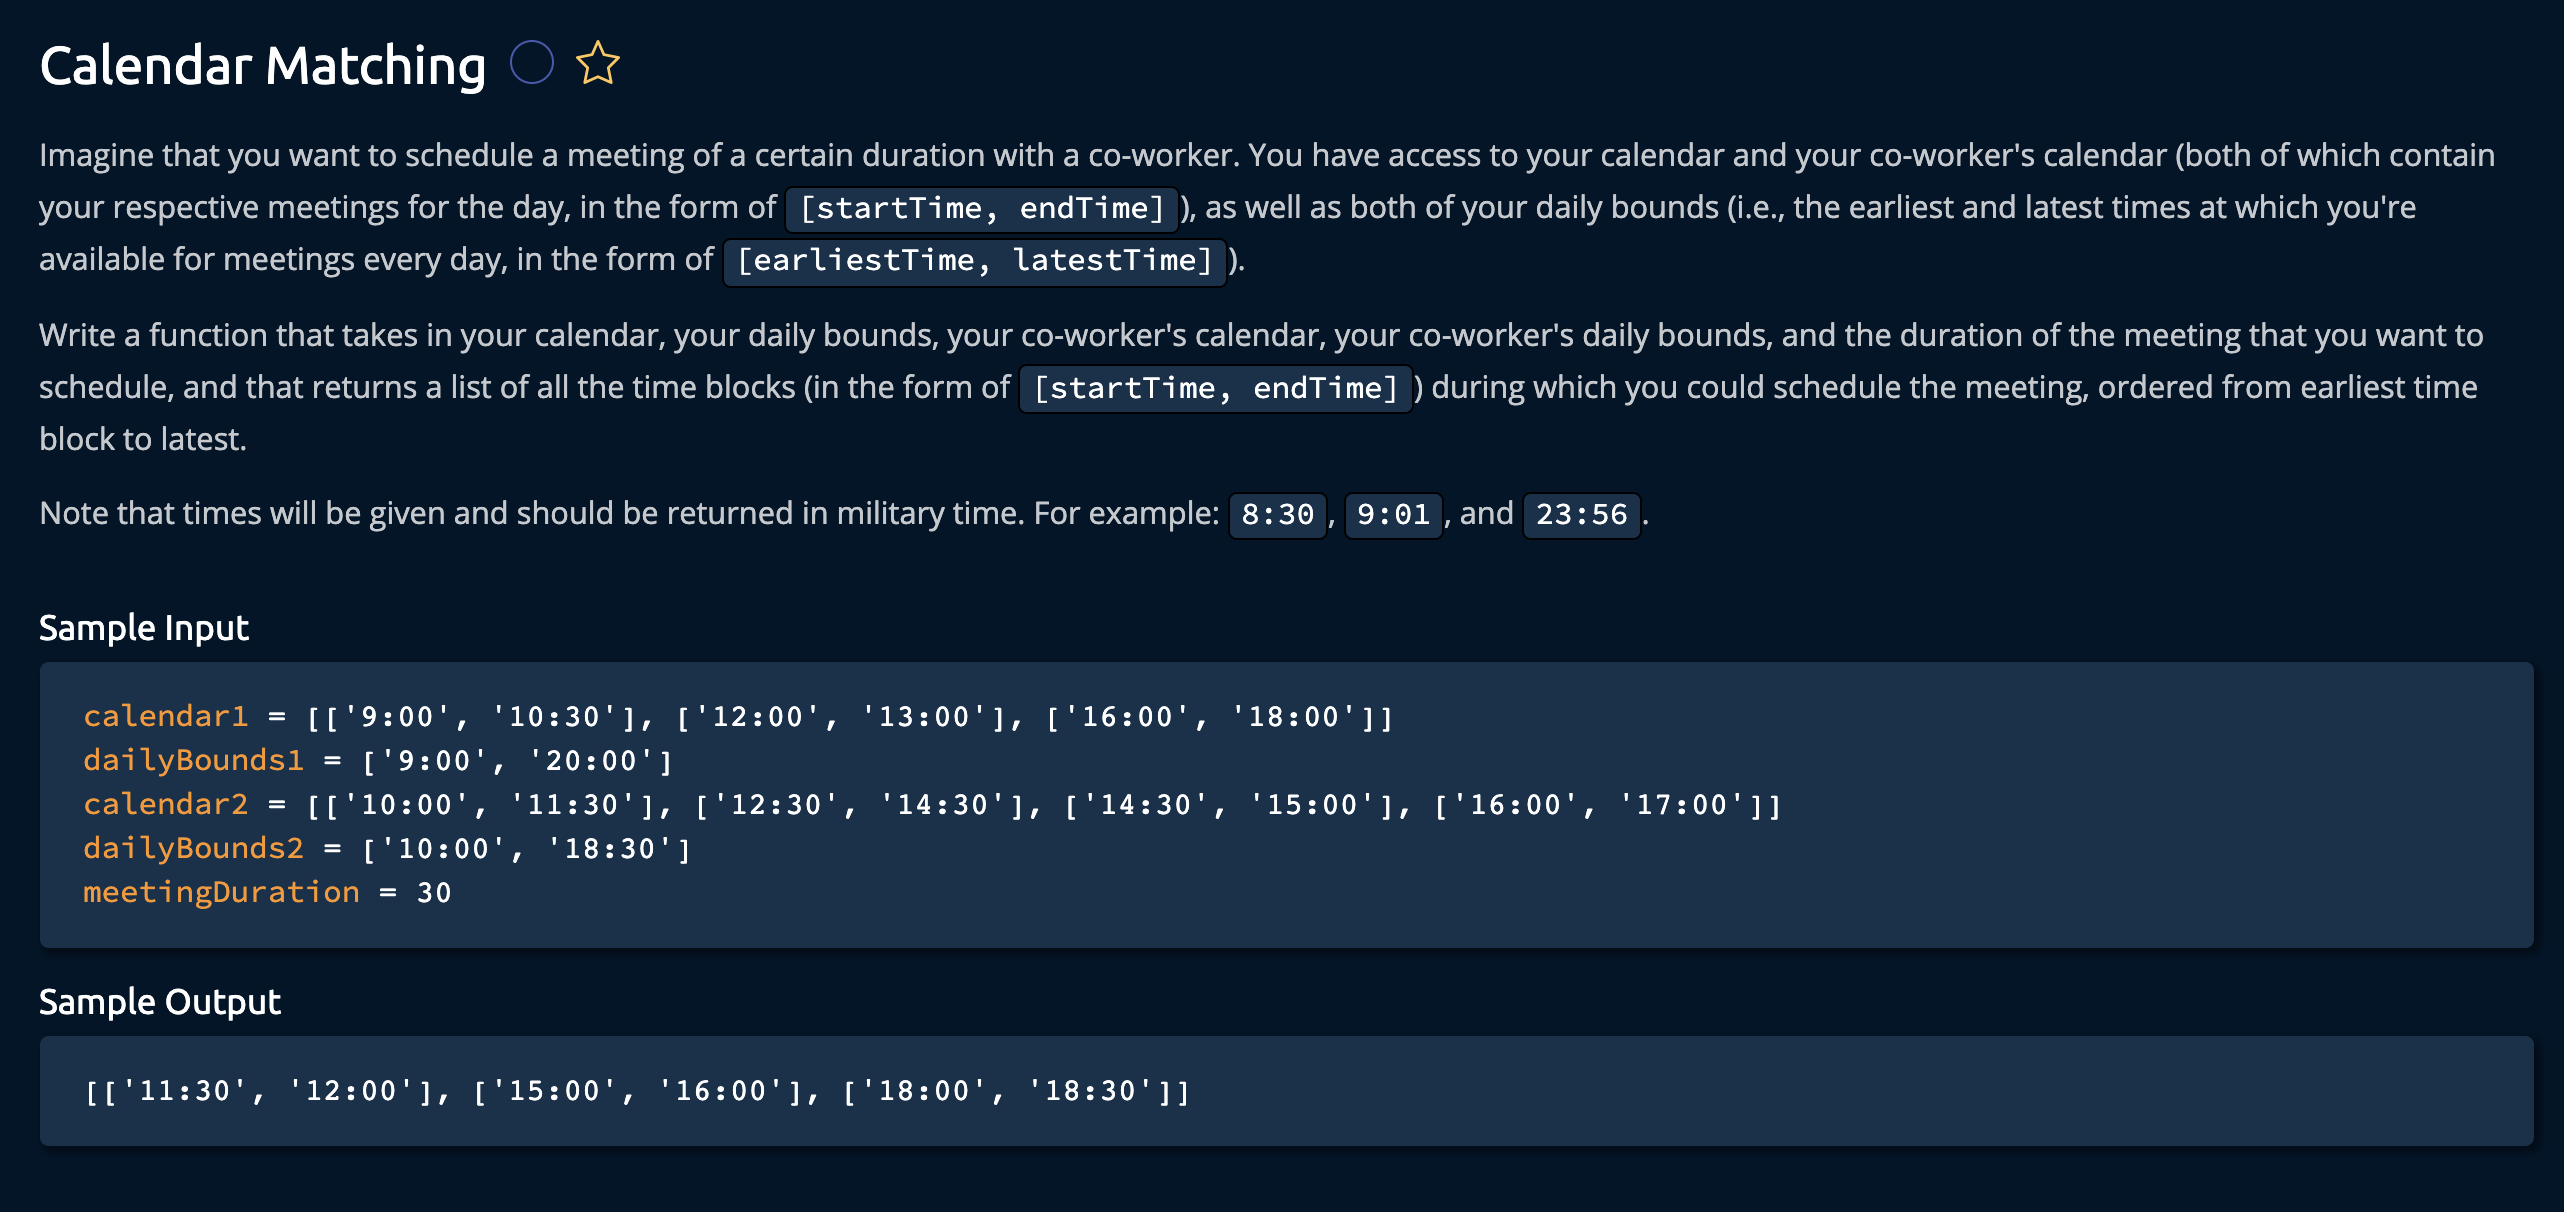 Calendar Matching
Imagine that you want to schedule a meeting of a certain duration with a co-worker. You have access to your calendar and your co-worker's calendar (both of which contain
your respective meetings for the day, in the form of [startTime, endTime]), as well as both of your daily bounds (i.e., the earliest and latest times at which you're
available for meetings every day, in the form of [earliestTime, latestTime]).
Write a function that takes in your calendar, your daily bounds, your co-worker's calendar, your co-worker's daily bounds, and the duration of the meeting that you want to
schedule, and that returns a list of all the time blocks (in the form of [startTime, endTime]) during which you could schedule the meeting, ordered from earliest time
block to latest.
Note that times will be given and should be returned in military time. For example: 8:30, 9:01, and 23:56.
Sample Input
calendar1 = [['9:00', '10:30'], ['12:00', '13:00'], ['16:00', '18:00']]
dailyBounds1 = ['9:00', '20:00']
calendar2 = [['10:00', '11:30'], ['12:30', '14:30'], ['14:30', '15:00'], ['16:00', '17:00']]
dailyBounds2 = ['10:00', '18:30']
meetingDuration = 30
Sample Output
[['11:30', '12:00'], ['15:00', '16:00'], ['18:00', '18:30']]